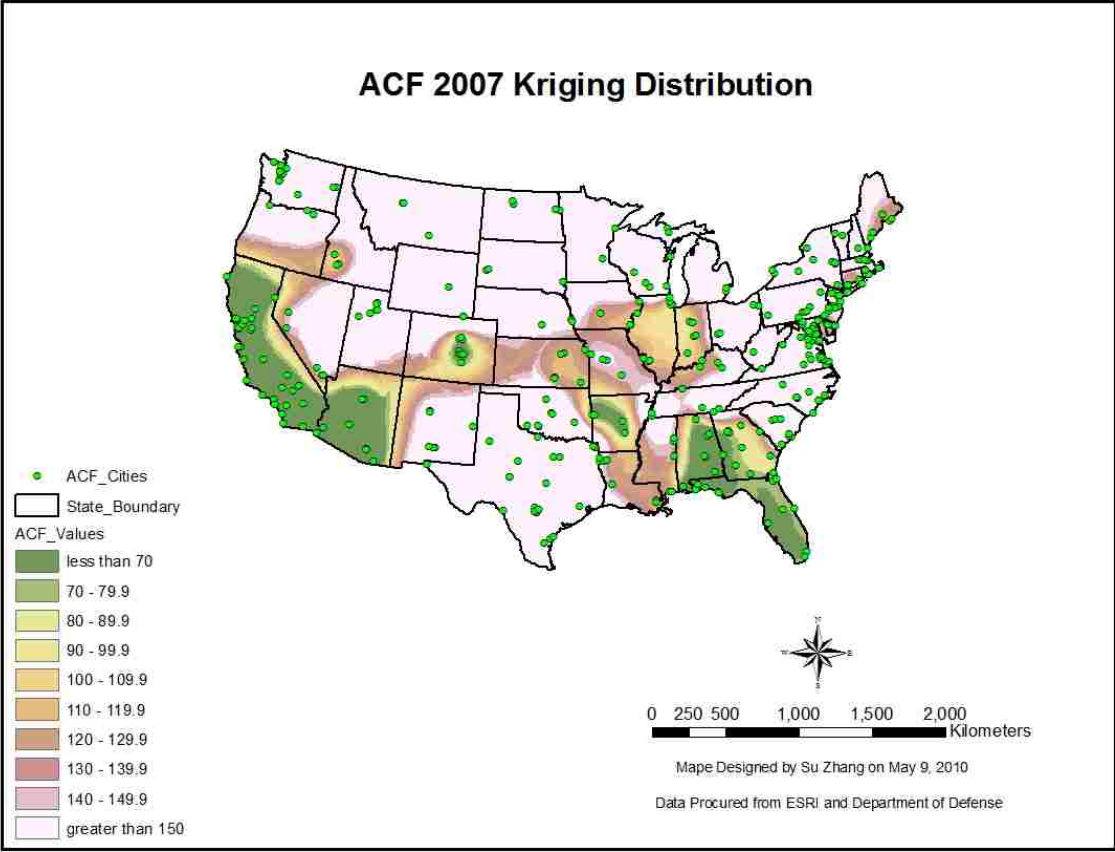 ACF 2007 Kriging Distribution
ACF_Cities
State_Boundary
ACF_Values
less than 70
70 - 79.9
80 - 89.9
90 - 99.9
100 - 109.9
110 - 119.9
120 - 129.9
130 - 139.9
140 - 149.9
greater than 150
N
W E
S
0 250 500 1,000 1,500 2,000
Kilometers
Mape Designed by Su Zhang on May 9, 2010
Data Procured from ESRI and Department of Defense